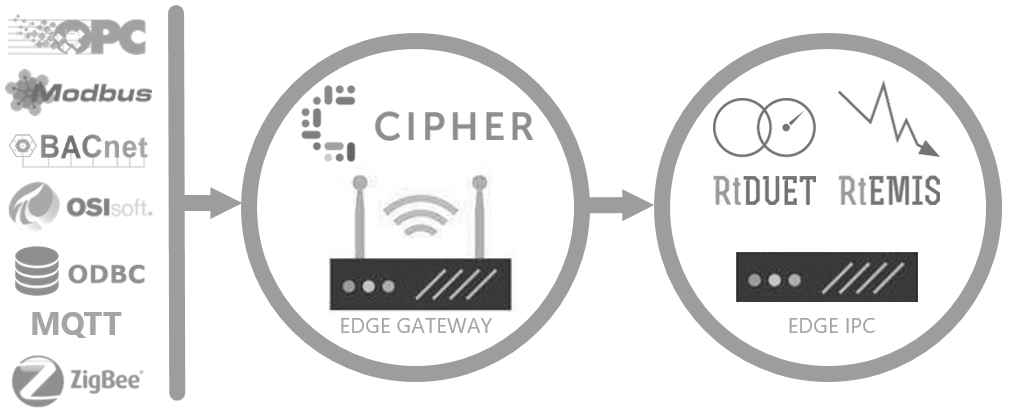 OPC
Modbus
BACnet
OSIsoft.
ODBC
MQTT
ZigBee®
CIPHER
EDGE GATEWAY
RtDUET
RtEMIS
EDGE IPC